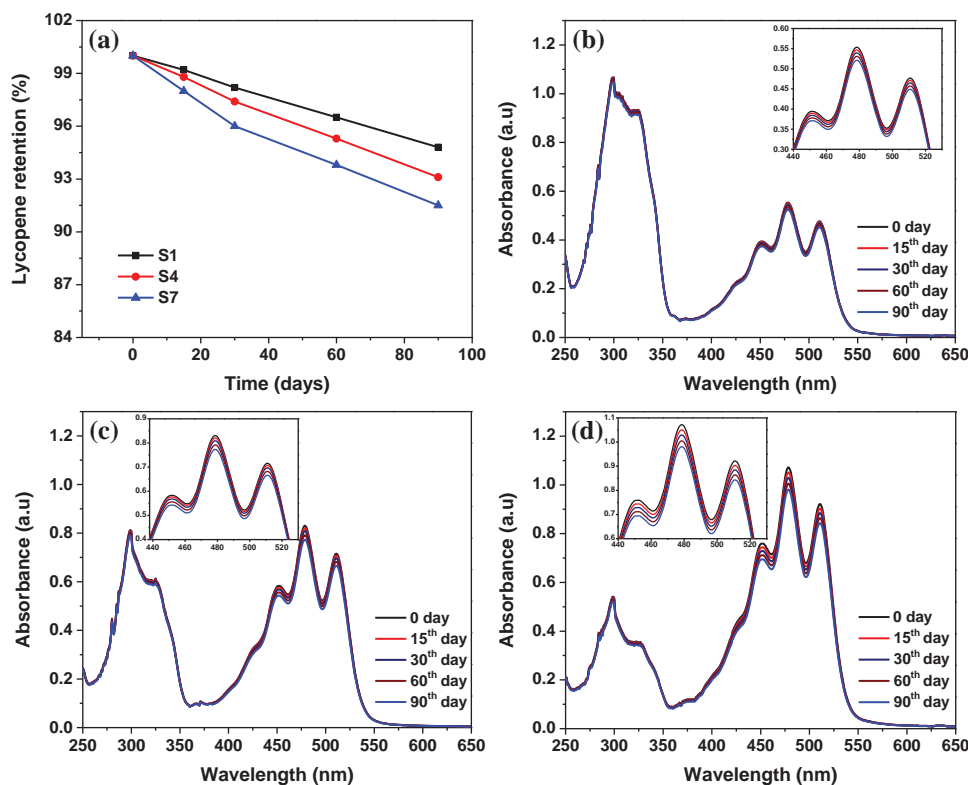 (a)
102
100
98
96
93
90
87
84
Lycopene retention (%)
S1
S4
S7
0 20 40 60 80 100
Time (days)
(b)
1.2
1.0
0.8
0.6
0.4
0.2
0.0
Absorbance (a.u)
0.60
0.55
0.50
0.45
0.40
0.35
0.30
440 460 480 500 520
0 day
15th day
30th day
60th day
90th day
250 300 350 400 450 500 550 600 650
Wavelength (nm)
(c)
1.2
1.0
0.8
0.6
0.4
0.2
0.0
Absorbance (a.u)
0.9
0.8
0.7
0.6
0.5
0.4
440 460 480 500 520
0 day
15th day
30th day
60th day
90th day
250 300 350 400 450 500 550 600 650
Wavelength (nm)
(d)
1.2
1.0
0.8
0.6
0.4
0.2
0.0
Absorbance (a.u)
1.1
1.0
0.9
0.8
0.7
0.6
440 460 480 500 520
0 day
15th day
30th day
60th day
90th day
250 300 350 400 450 500 550 600 650
Wavelength (nm)